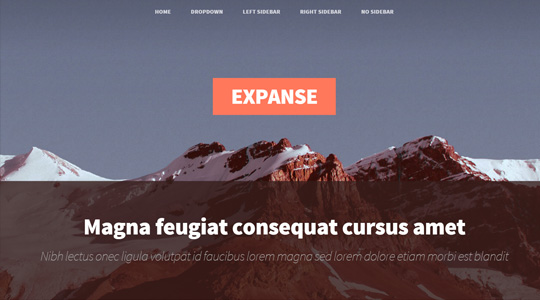 HOME DROPDOWN LEFT SIDEBAR RIGHT SIDEBAR NO SIDEBAR
EXPANSE
Magna feugiat consequat cursus amet
Nibh lectus onec ligula volutpat id faucibus lorem magna sed lorem dolore etiam morbi est blandit